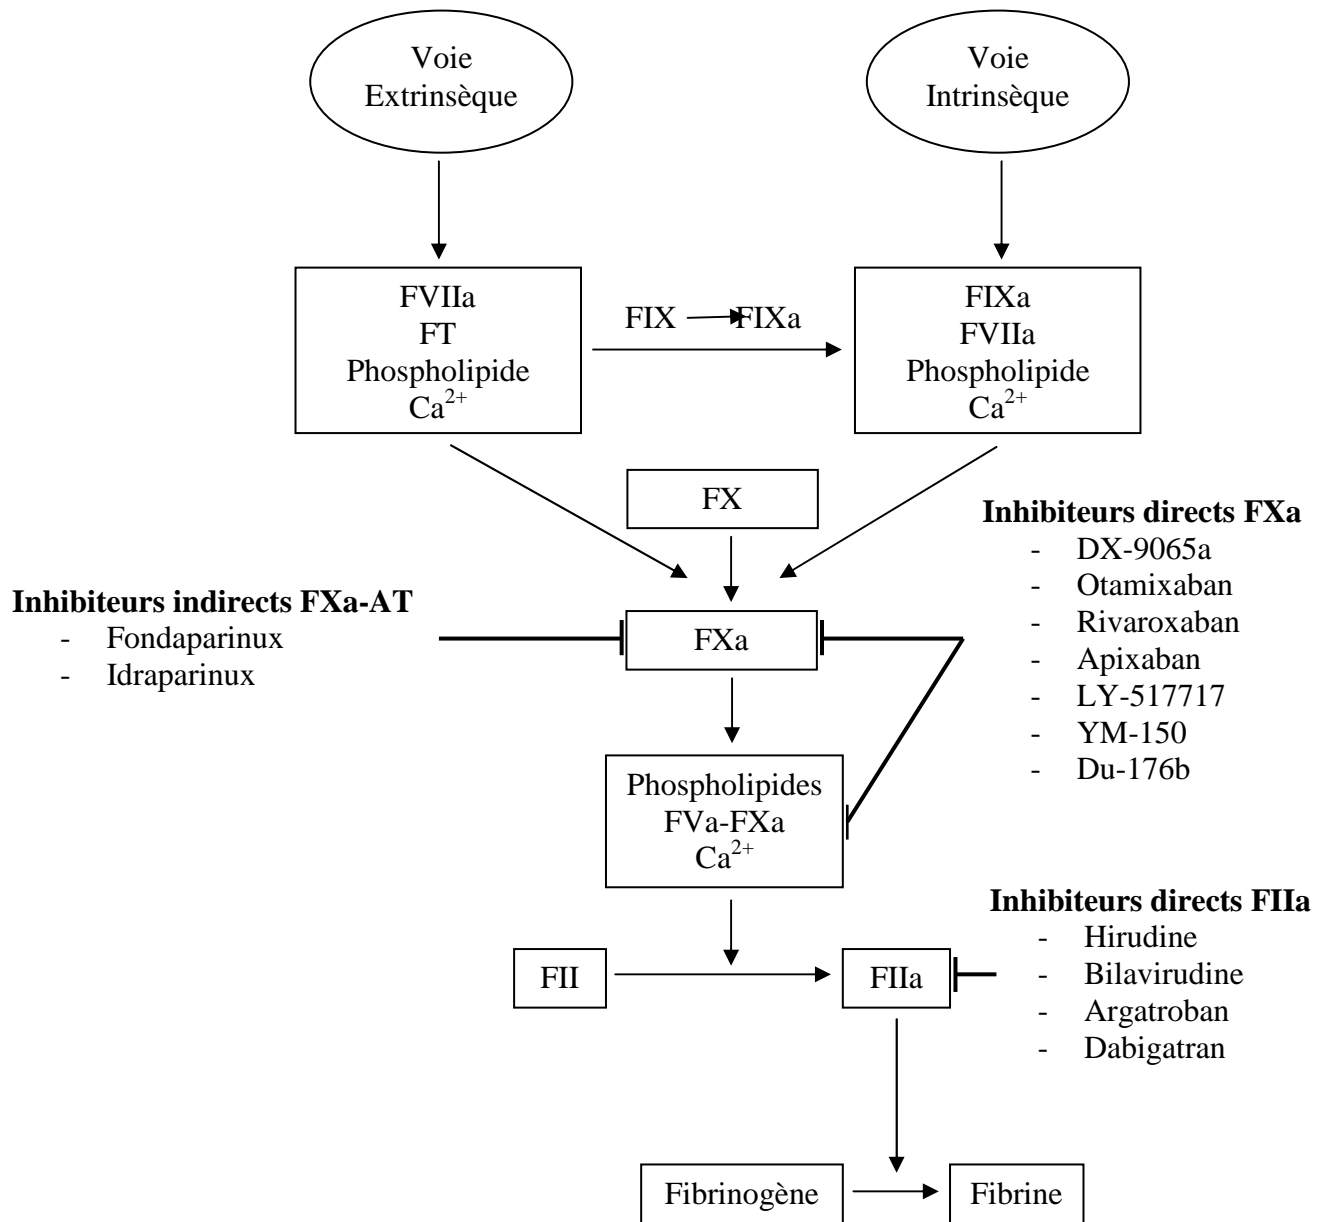 Voie
Extrinsèque
Voie
Intrinsèque
FVIIa
FT
Phospholipide
Ca²⁺
FIX
FIXa
FIXa
FVIIa
Phospholipide
Ca²⁺
FX
Inhibiteurs directs FXa
- DX-9065a
- Otamixaban
- Rivaroxaban
- Apixaban
- LY-517717
- YM-150
- Du-176b
Inhibiteurs indirects FXa-AT
- Fondaparinux
- Idraparinux
FXa
Phospholipides
FVa-FXa
Ca²⁺
Inhibiteurs directs FIIa
- Hirudine
- Bilavirudine
- Argatroban
- Dabigatran
FII
FIIa
Fibrinogène
Fibrine